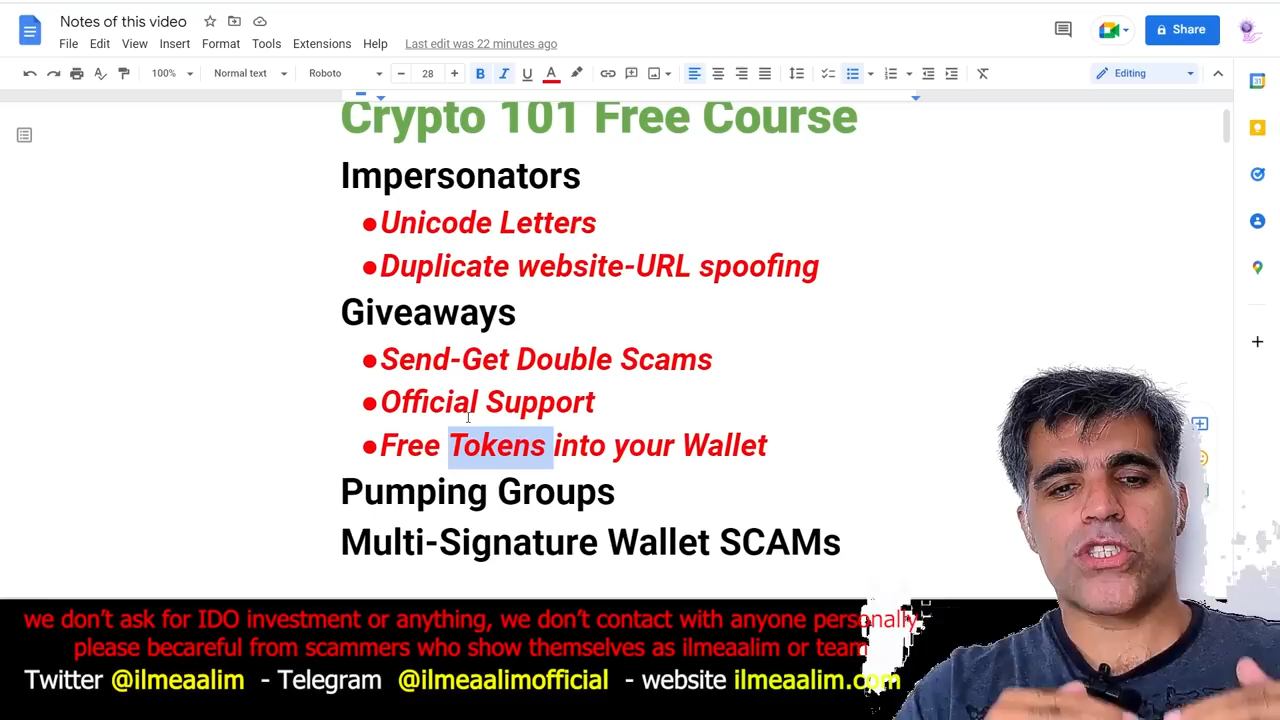 Notes of this video
File Edit View Insert Format Tools Extensions Help Last edit was 22 minutes ago
Share
100% Normal text Roboto 28 B I U A Editing
Crypto 101 Free Course
Impersonators
●Unicode Letters
●Duplicate website-URL spoofing
Giveaways
●Send-Get Double Scams
●Official Support
●Free Tokens into your Wallet
Pumping Groups
Multi-Signature Wallet SCAMs
we don't ask for IDO investment or anything, we don't contact with anyone personally
please becareful from scammers who show themselves as ilmeaalim or team
Twitter @ilmeaalim - Telegram @ilmeaalimofficial - website ilmeaalim.com